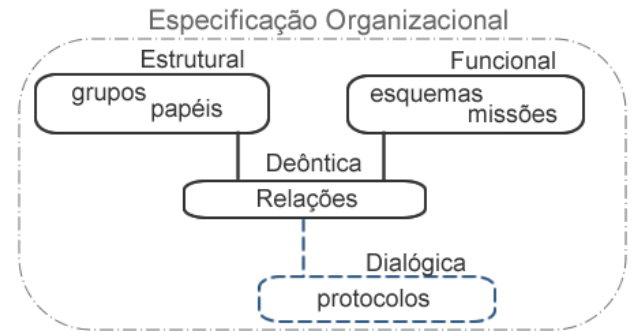 Especificação Organizacional
Estrutural
grupos
papéis
Funcional
esquemas
missões
Deôntica
Relações
Dialógica
protocolos